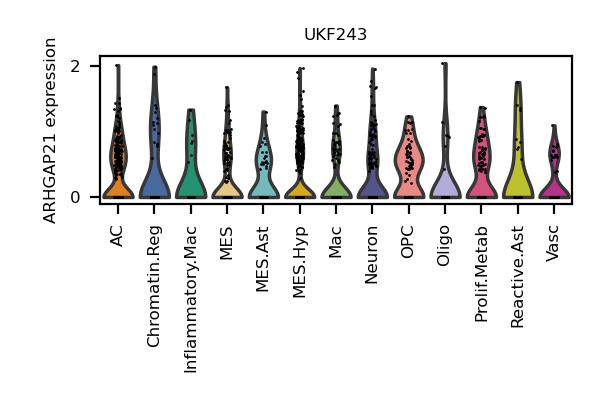 UKF243
ARHGAP21 expression
2
0
AC
Chromatin.Reg
Inflammatory.Mac
MES
MES.Ast
MES.Hyp
Mac
Neuron
OPC
Oligo
Prolif.Metab
Reactive.Ast
Vasc